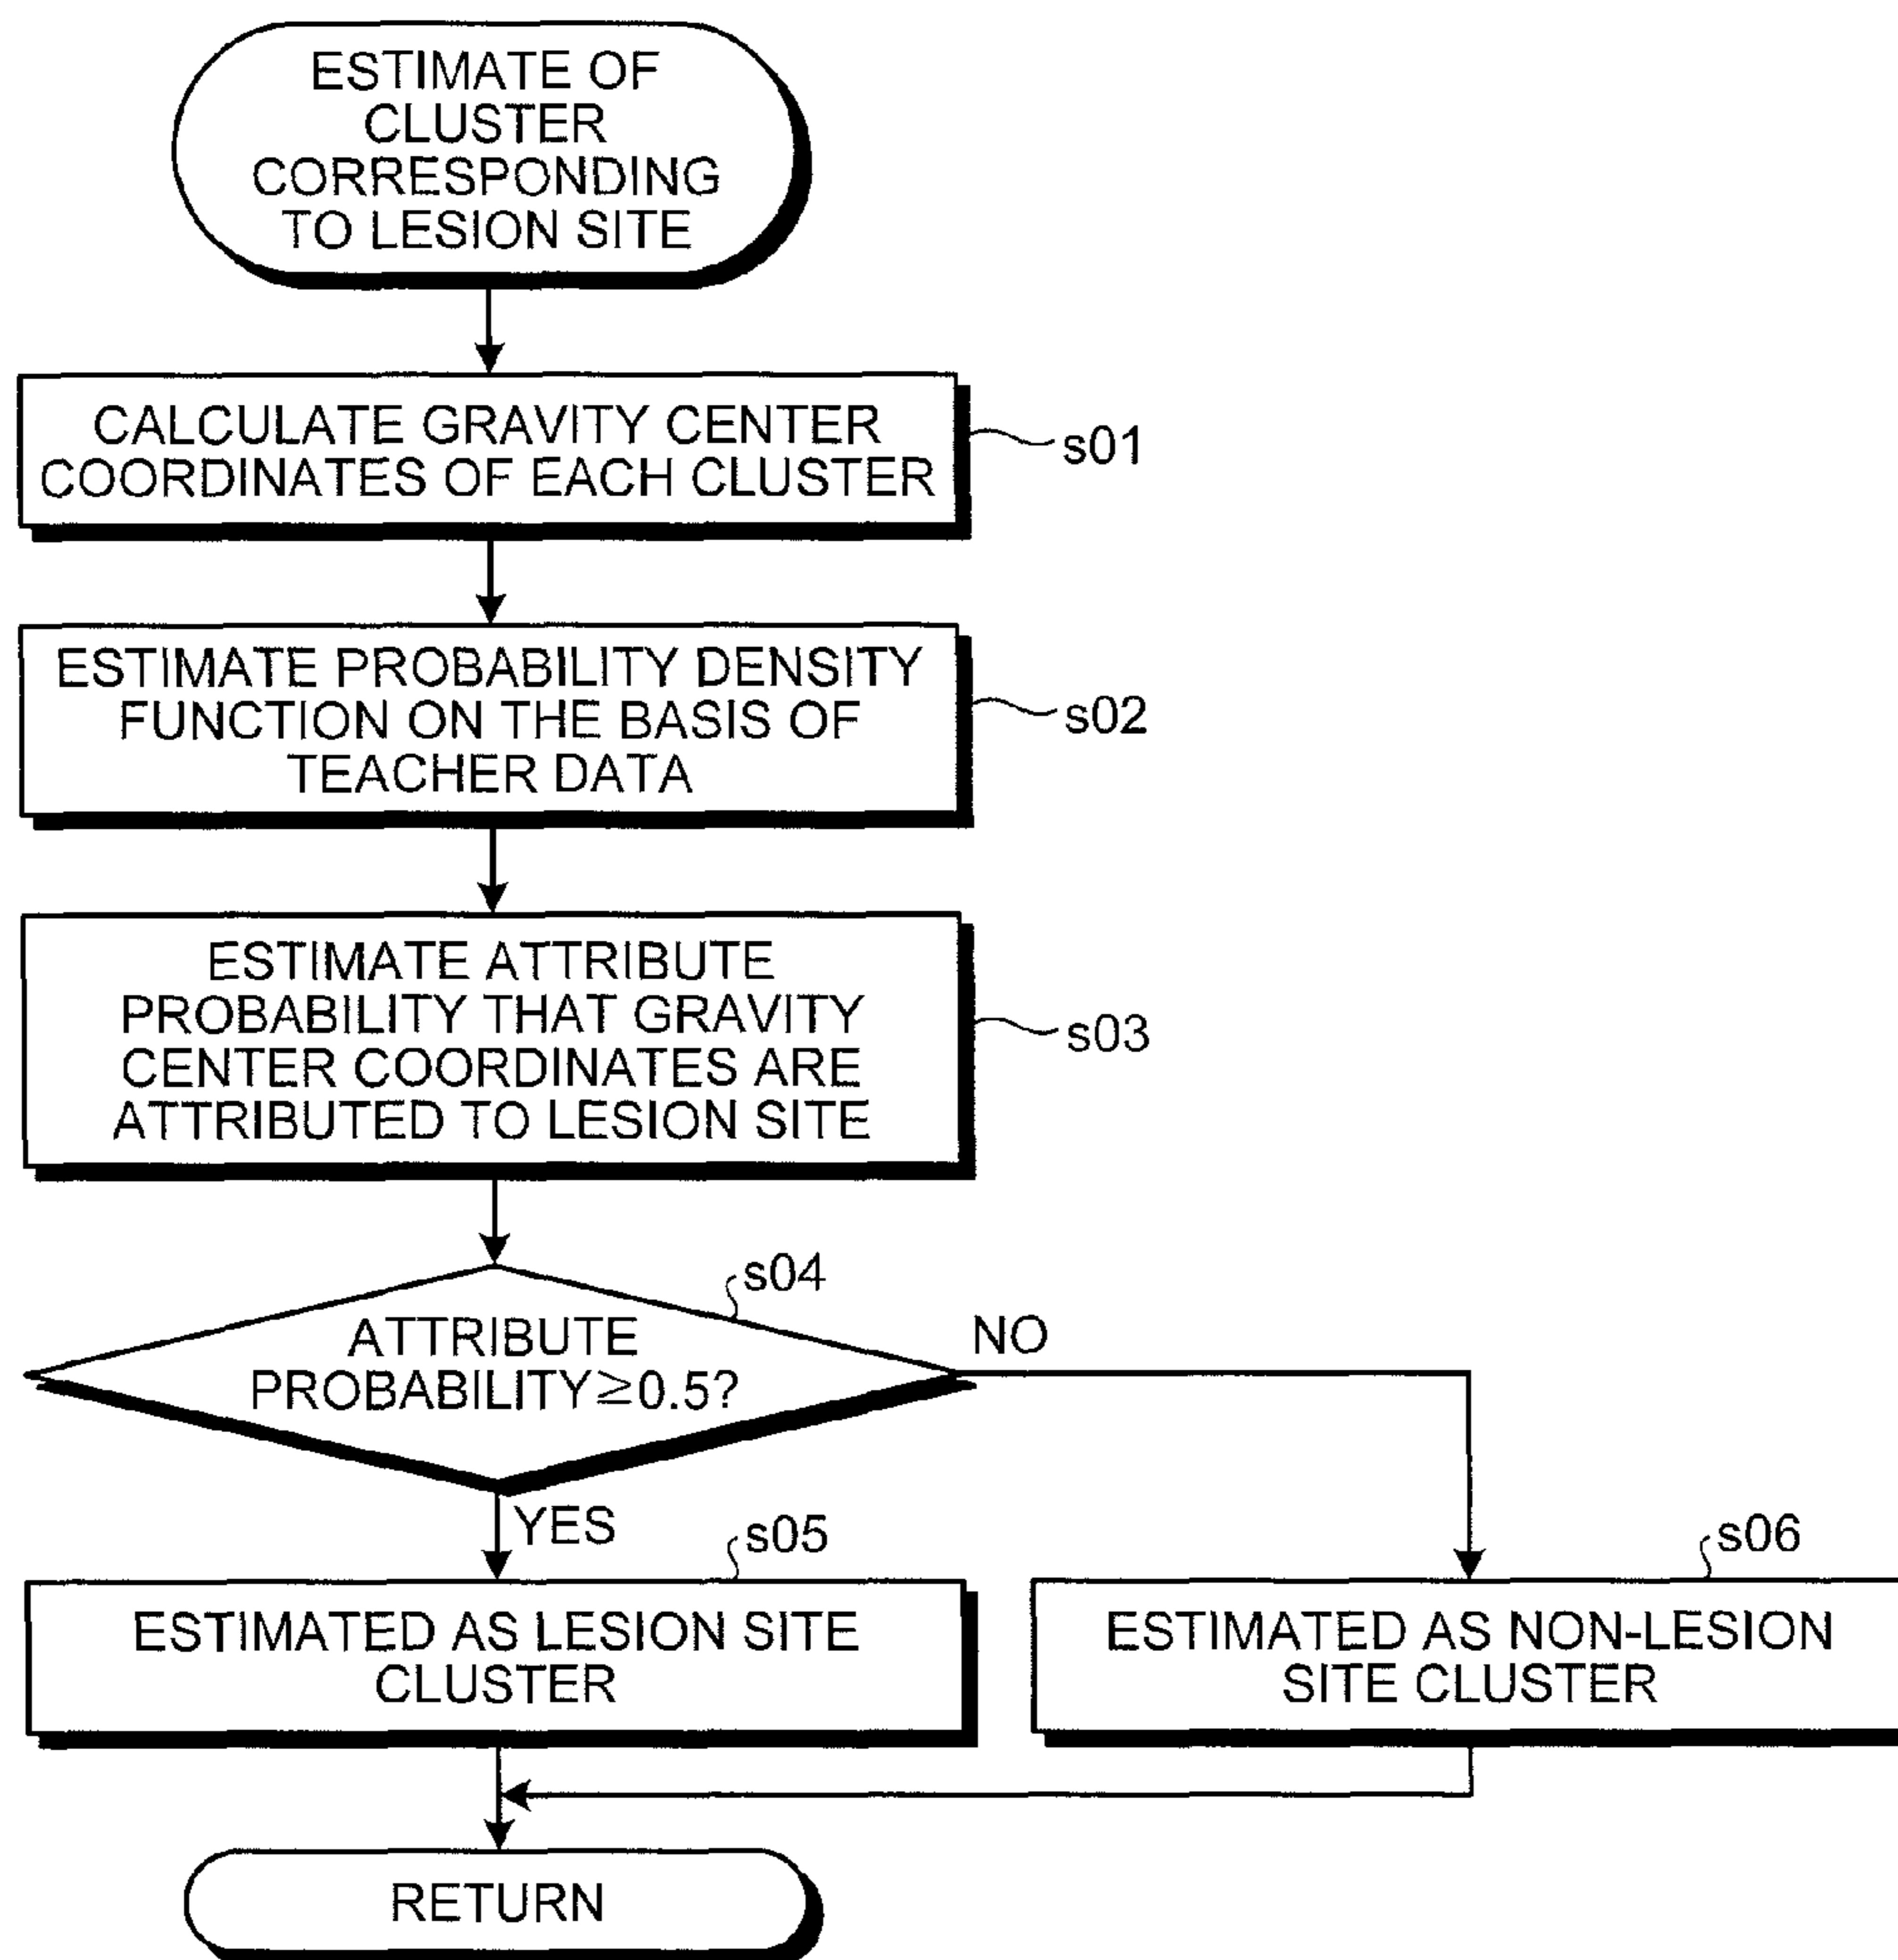 ESTIMATE OF
CLUSTER
CORRESPONDING
TO LESION SITE
CALCULATE GRAVITY CENTER
COORDINATES OF EACH CLUSTER
s01
ESTIMATE PROBABILITY DENSITY
FUNCTION ON THE BASIS OF
TEACHER DATA
s02
ESTIMATE ATTRIBUTE
PROBABILITY THAT GRAVITY
CENTER COORDINATES ARE
ATTRIBUTED TO LESION SITE
s03
s04
ATTRIBUTE
PROBABILITY≧0.5?
NO
YES
s05
ESTIMATED AS LESION SITE
CLUSTER
s06
ESTIMATED AS NON-LESION
SITE CLUSTER
RETURN